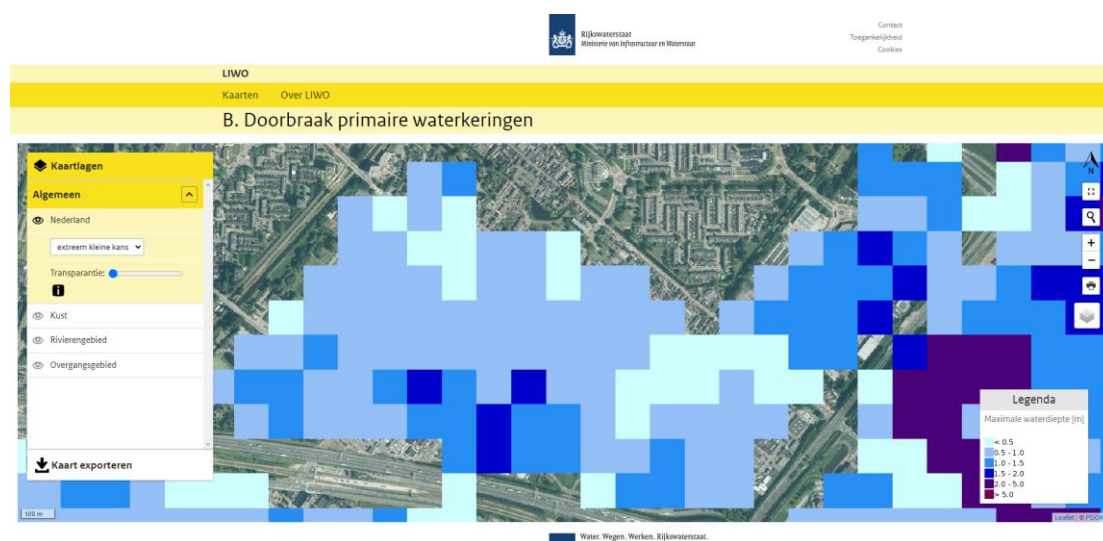 Rijkswaterstaat
Ministerie van Infrastructuur en Waterstaat
Contact
Toegankelijkheid
Cookies
LIWO
Kaarten Over LIWO
B. Doorbraak primaire waterkeringen
Kaartlagen
Algemeen
Nederland
extreem kleine kans
Transparantie:
i
Kust
Rivierengebied
Overgangsgebied
Kaart exporteren
100 m
N
+
−
Legenda
Maximale waterdiepte [m]
< 0.5
0.5 - 1.0
1.0 - 1.5
1.5 - 2.0
2.0 - 5.0
> 5.0
Leaflet | © PDOK
Water. Wegen. Werken. Rijkswaterstaat.